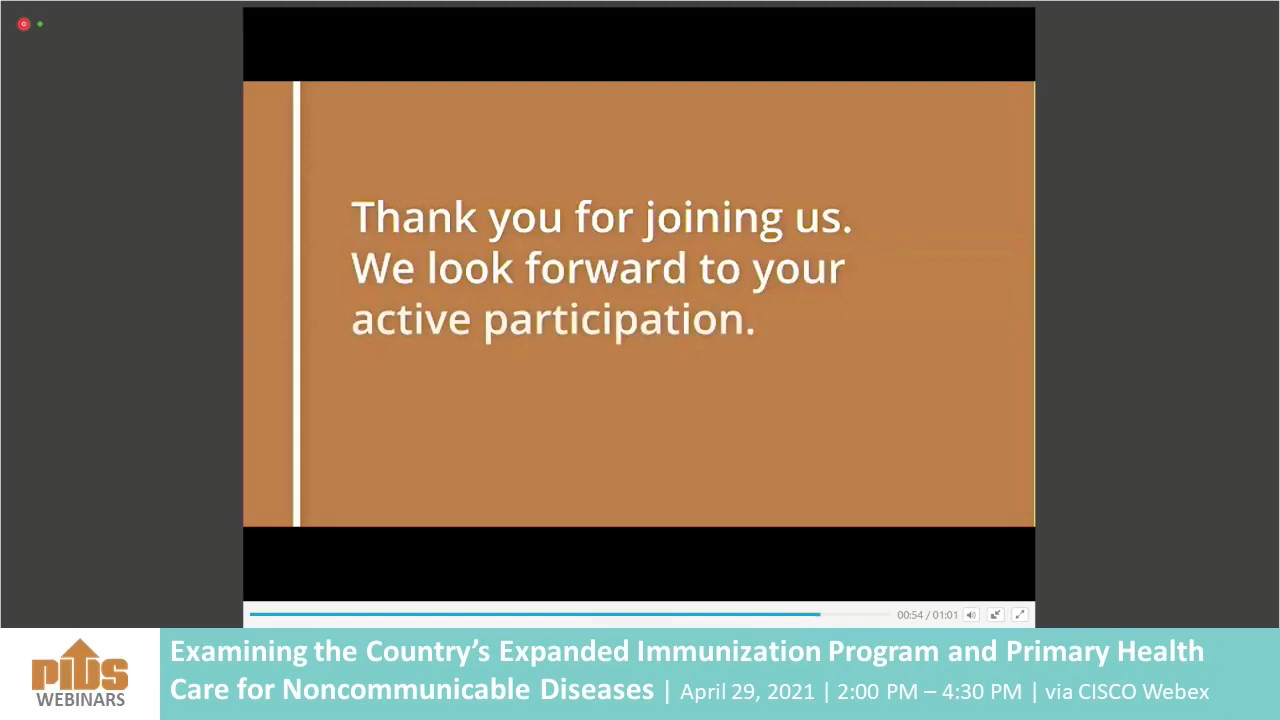 Thank you for joining us.
We look forward to your
active participation.
00:54 / 01:01
PIDS
WEBINARS
Examining the Country’s Expanded Immunization Program and Primary Health
Care for Noncommunicable Diseases | April 29, 2021 | 2:00 PM – 4:30 PM | via CISCO Webex